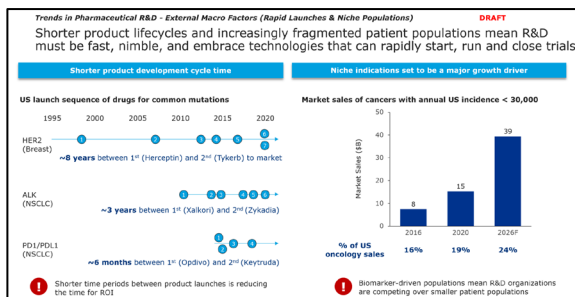 Trends in Pharmaceutical R&D - External Macro Factors (Rapid Launches & Niche Populations)
DRAFT
Shorter product lifecycles and increasingly fragmented patient populations mean R&D
must be fast, nimble, and embrace technologies that can rapidly start, run and close trials
Shorter product development cycle time
US launch sequence of drugs for common mutations
1995 2000 2005 2010 2015 2020
HER2
(Breast)
1 2 3 4 5 6
7
~8 years between 1st (Herceptin) and 2nd (Tykerb) to market
ALK
(NSCLC)
1 2 3 4 5 6
~3 years between 1st (Xalkori) and 2nd (Zykadia)
PD1/PDL1
(NSCLC)
1
2 3 4
~6 months between 1st (Opdivo) and 2nd (Keytruda)
! Shorter time periods between product launches is reducing
the time for ROI
Niche indications set to be a major growth driver
Market sales of cancers with annual US incidence < 30,000
Market Sales ($B)
50
40
30
20
10
0
8
15
39
2016 2020 2026F
% of US
oncology sales
16% 19% 24%
! Biomarker-driven populations mean R&D organizations
are competing over smaller patient populations